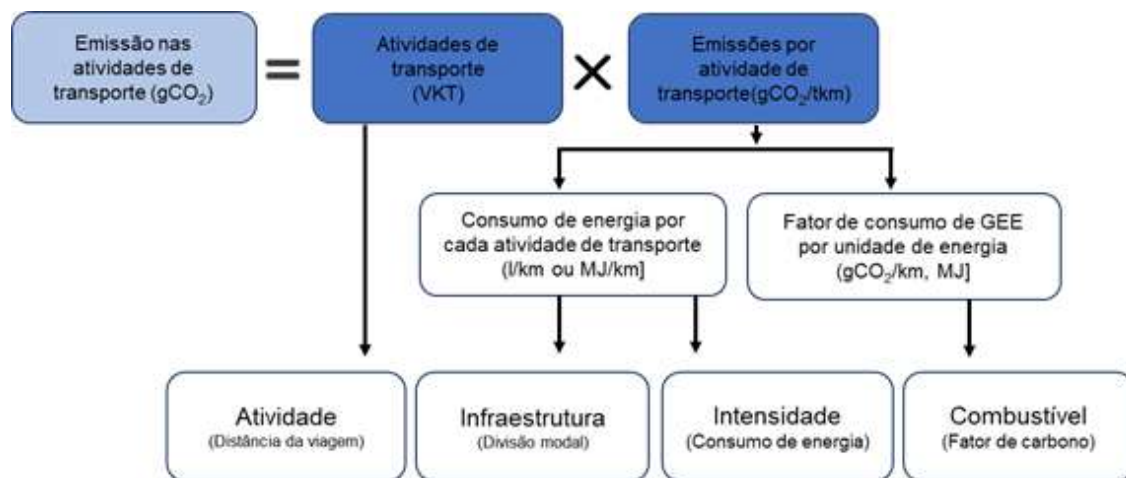 Emissão nas
atividades de
transporte (gCO₂)
=
Atividades de
transporte
(VKT)
×
Emissões por
atividade de
transporte(gCO₂/tkm)
Consumo de energia por
cada atividade de transporte
(l/km ou MJ/km]
Fator de consumo de GEE
por unidade de energia
(gCO₂/km, MJ]
Atividade
(Distância da viagem)
Infraestrutura
(Divisão modal)
Intensidade
(Consumo de energia)
Combustível
(Fator de carbono)